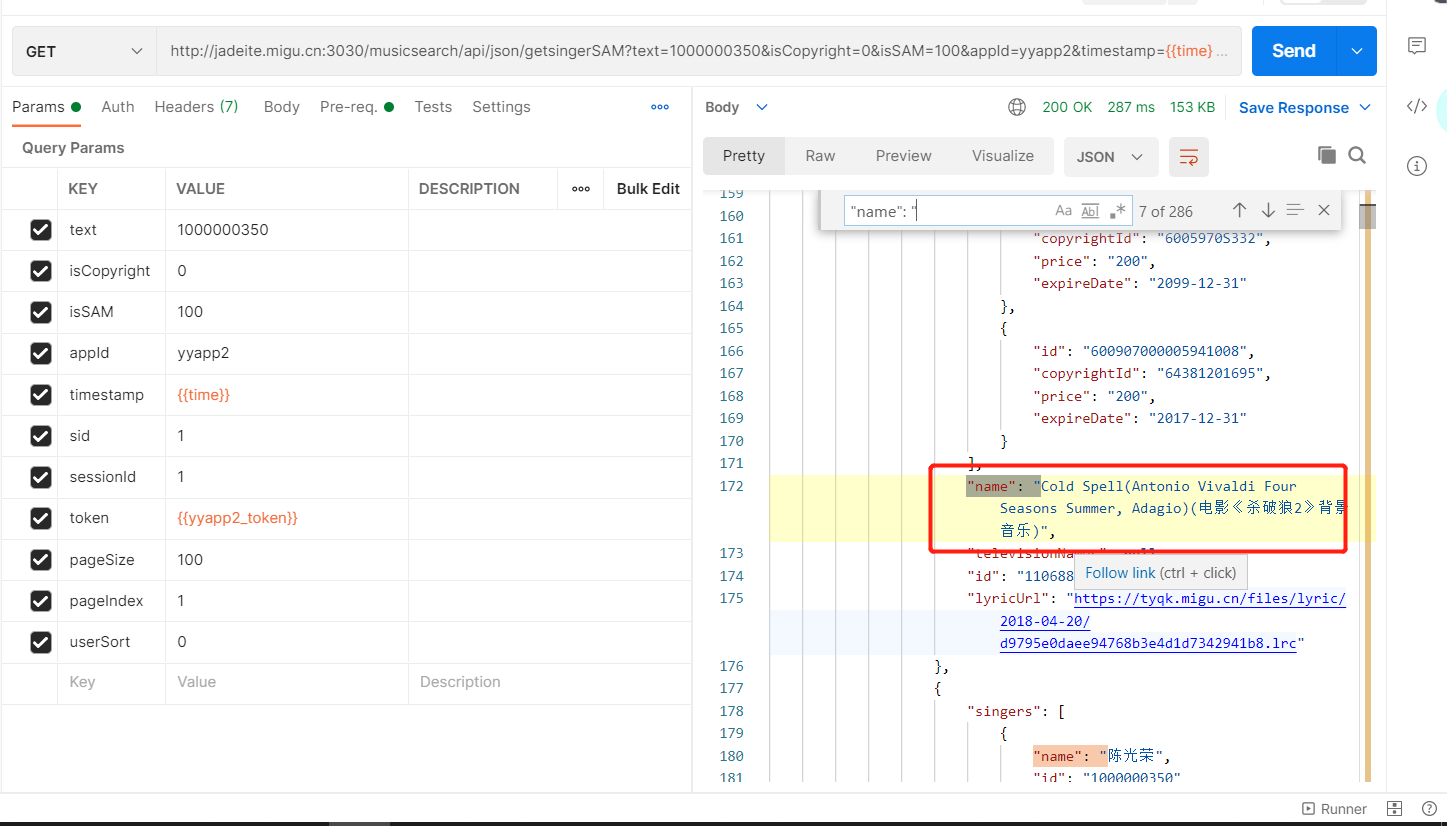 GET
http://jadeite.migu.cn:3030/musicsearch/api/json/getsingerSAM?text=1000000350&isCopyright=0&isSAM=100&appId=yyapp2&timestamp={{time} ...
Send
Params
Auth
Headers (7)
Body
Pre-req.
Tests
Settings
Query Params
KEY VALUE DESCRIPTION Bulk Edit
text 1000000350
isCopyright 0
isSAM 100
appId yyapp2
timestamp {{time}}
sid 1
sessionId 1
token {{yyapp2_token}}
pageSize 100
pageIndex 1
userSort 0
Key Value Description
Body 200 OK 287 ms 153 KB Save Response
Pretty Raw Preview Visualize JSON
"name": " Aa Abl .* 7 of 286
159
160
161 "copyrightId": "6005970S332",
162 "price": "200",
163 "expireDate": "2099-12-31"
164 },
165 {
166 "id": "600907000005941008",
167 "copyrightId": "64381201695",
168 "price": "200",
169 "expireDate": "2017-12-31"
170 }
171 ],
172 "name": "Cold Spell(Antonio Vivaldi Four
Seasons Summer, Adagio)(电影《杀破狼2》背景
音乐)",
173
174 "id": "110688
Follow link (ctrl + click)
175 "lyricUrl": "https://tyqk.migu.cn/files/lyric/
2018-04-20/
d9795e0daee94768b3e4d1d7342941b8.lrc"
176 },
177 {
178 "singers": [
179 {
180 "name": "陈光荣",
181 "id": "1000000350"
Runner